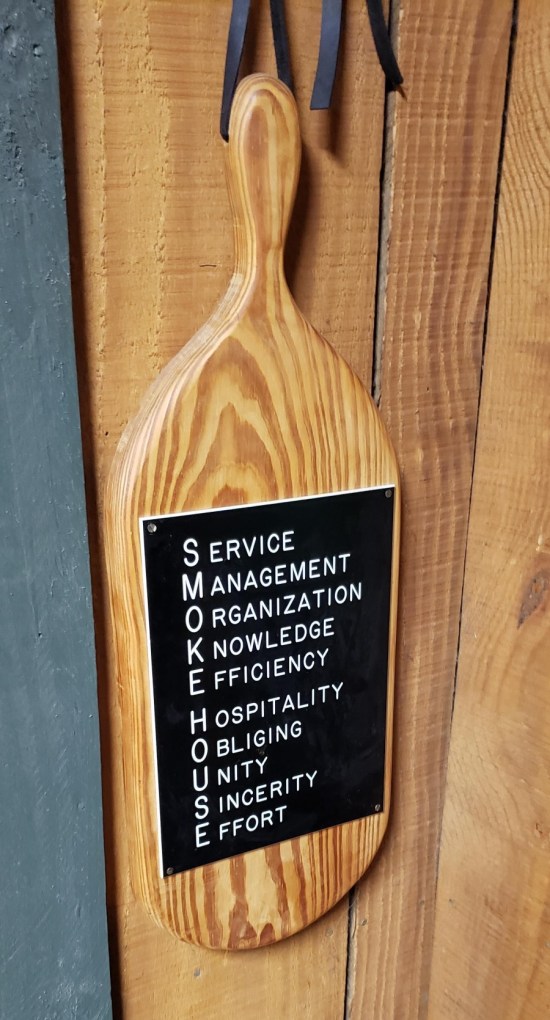 SERVICE
MANAGEMENT
ORGANIZATION
KNOWLEDGE
EFFICIENCY
HOSPITALITY
OBLIGING
UNITY
SINCERITY
EFFORT